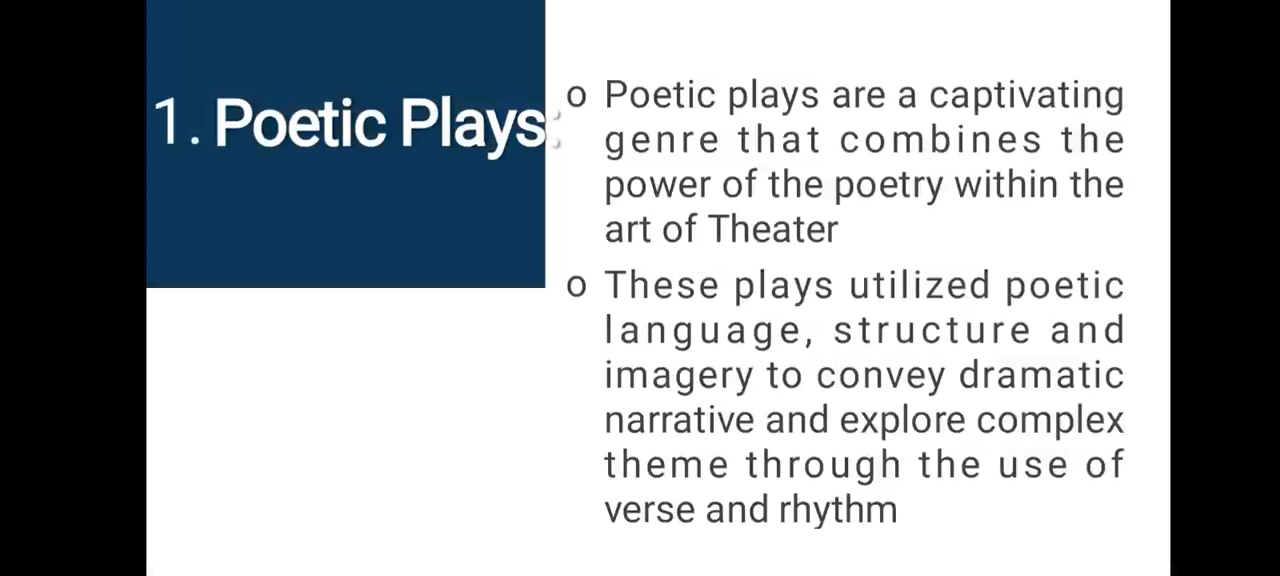 1. Poetic Plays:
o Poetic plays are a captivating
genre that combines the
power of the poetry within the
art of Theater
o These plays utilized poetic
language, structure and
imagery to convey dramatic
narrative and explore complex
theme through the use of
verse and rhythm